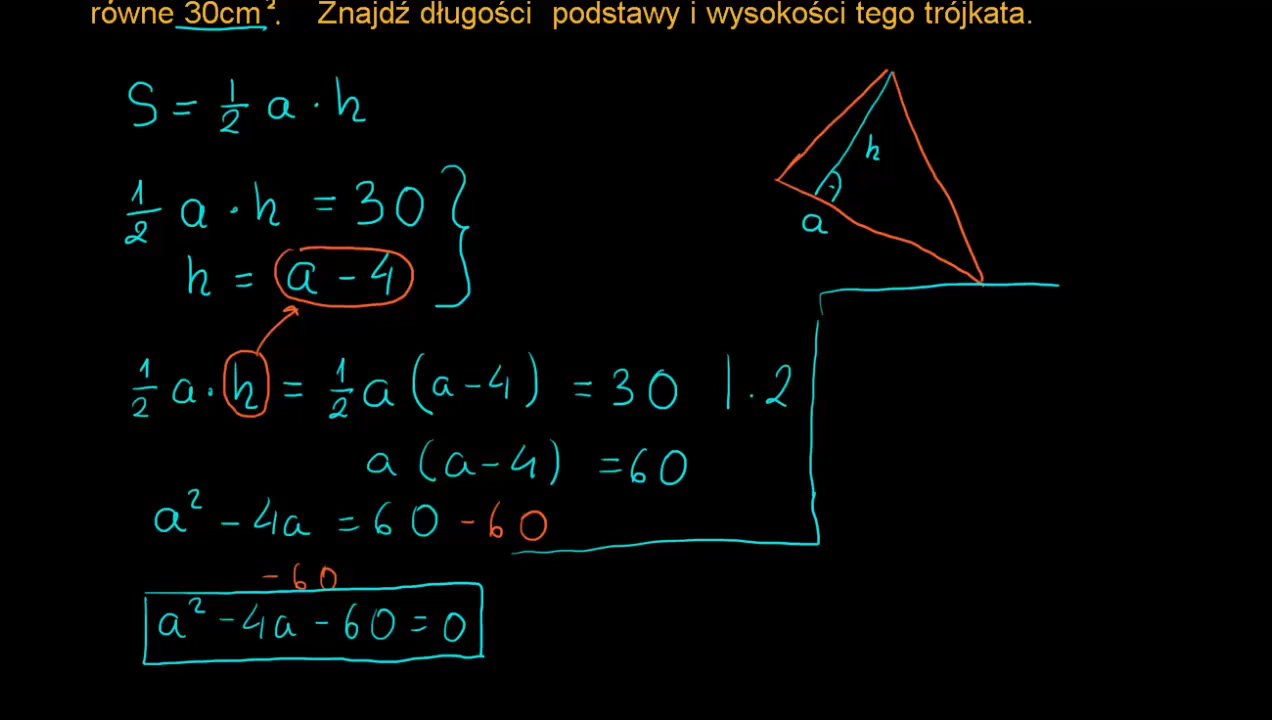 równe 30cm². Znajdź długości podstawy i wysokości tego trójkata.
S = 1/2 a · h
1/2 a · h = 30 }
h = a - 4
h
a
1/2 a · h = 1/2 a (a - 4) = 30 | · 2
a (a - 4) = 60
a² - 4a = 60 - 60
- 60
a² - 4a - 60 = 0